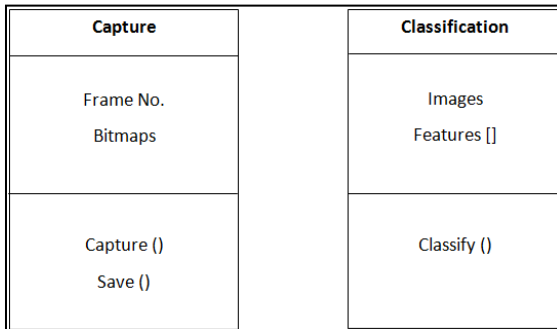 Capture
Frame No.
Bitmaps
Capture ()
Save ()
Classification
Images
Features []
Classify ()